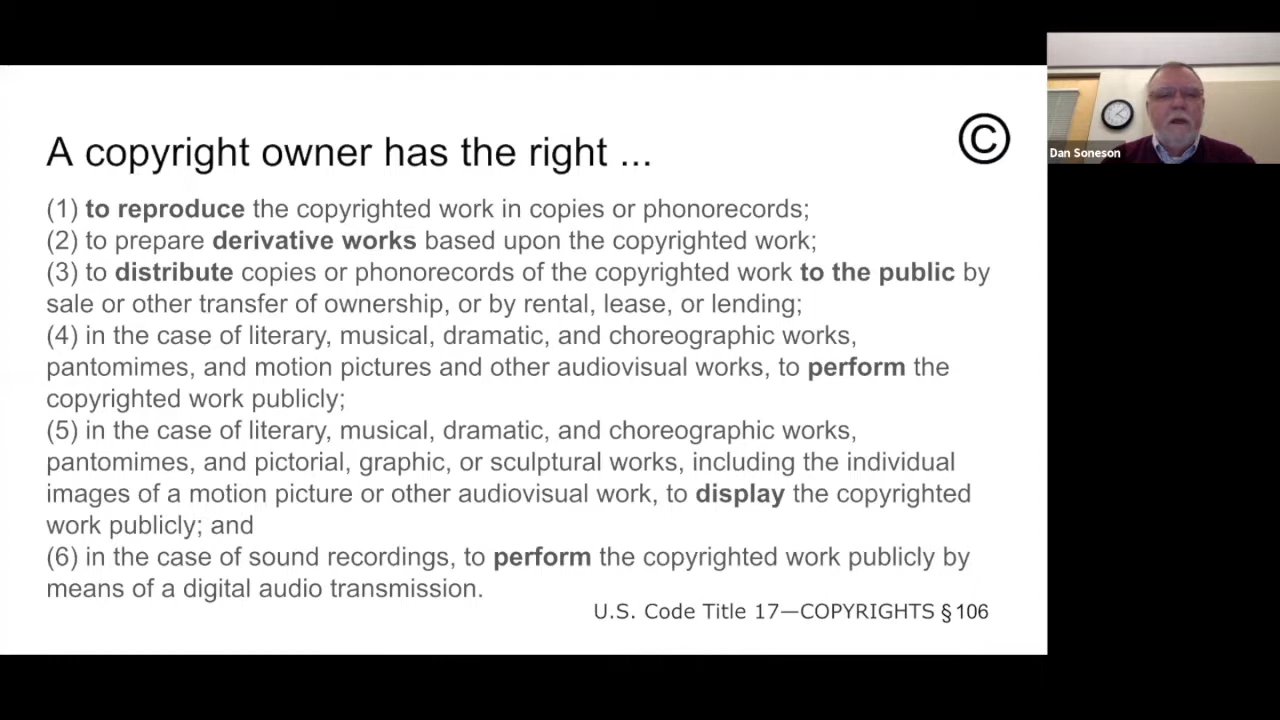 A copyright owner has the right ...
©
(1) to reproduce the copyrighted work in copies or phonorecords;
(2) to prepare derivative works based upon the copyrighted work;
(3) to distribute copies or phonorecords of the copyrighted work to the public by
sale or other transfer of ownership, or by rental, lease, or lending;
(4) in the case of literary, musical, dramatic, and choreographic works,
pantomimes, and motion pictures and other audiovisual works, to perform the
copyrighted work publicly;
(5) in the case of literary, musical, dramatic, and choreographic works,
pantomimes, and pictorial, graphic, or sculptural works, including the individual
images of a motion picture or other audiovisual work, to display the copyrighted
work publicly; and
(6) in the case of sound recordings, to perform the copyrighted work publicly by
means of a digital audio transmission.
U.S. Code Title 17—COPYRIGHTS § 106
Dan Soneson